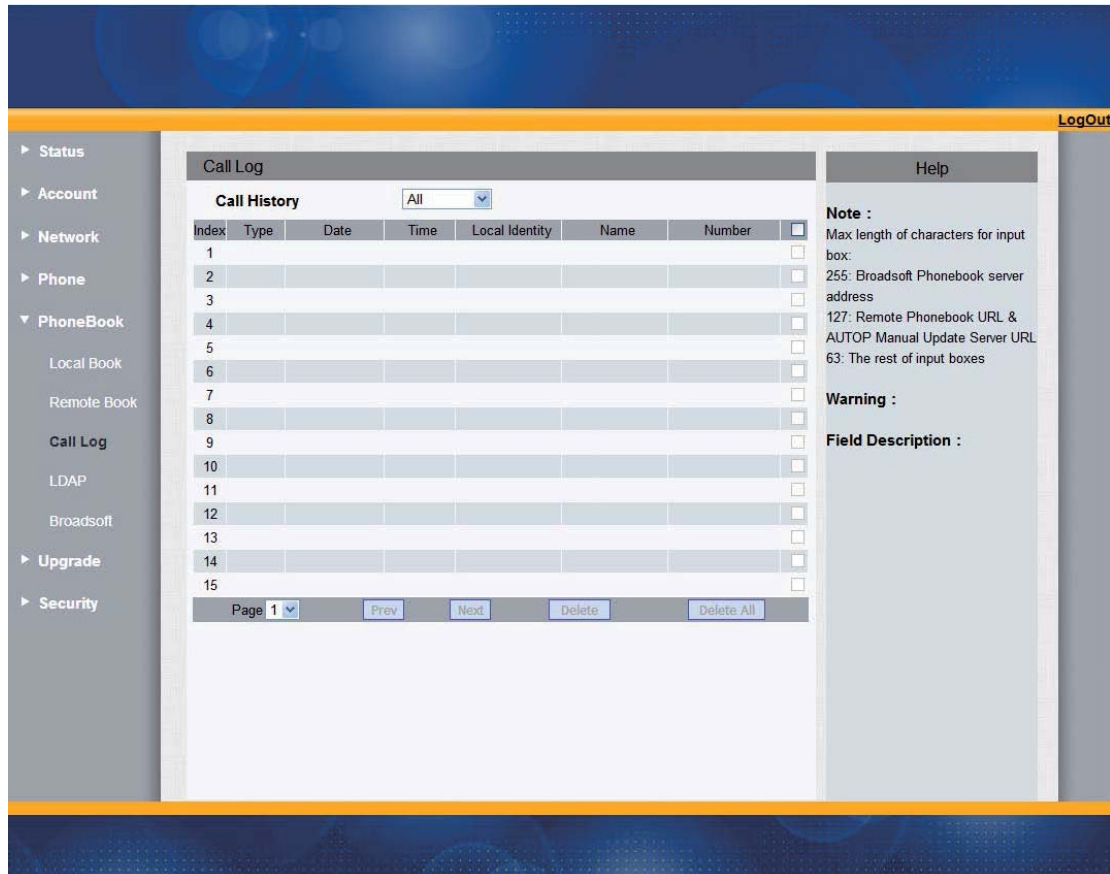 LogOut
Status
Account
Network
Phone
PhoneBook
Local Book
Remote Book
Call Log
LDAP
Broadsoft
Upgrade
Security
Call Log
Call History All
Index Type Date Time Local Identity Name Number
1
2
3
4
5
6
7
8
9
10
11
12
13
14
15
Page 1 Prev Next Delete Delete All
Help
Note :
Max length of characters for input
box:
255: Broadsoft Phonebook server
address
127: Remote Phonebook URL &
AUTOP Manual Update Server URL
63: The rest of input boxes
Warning :
Field Description :